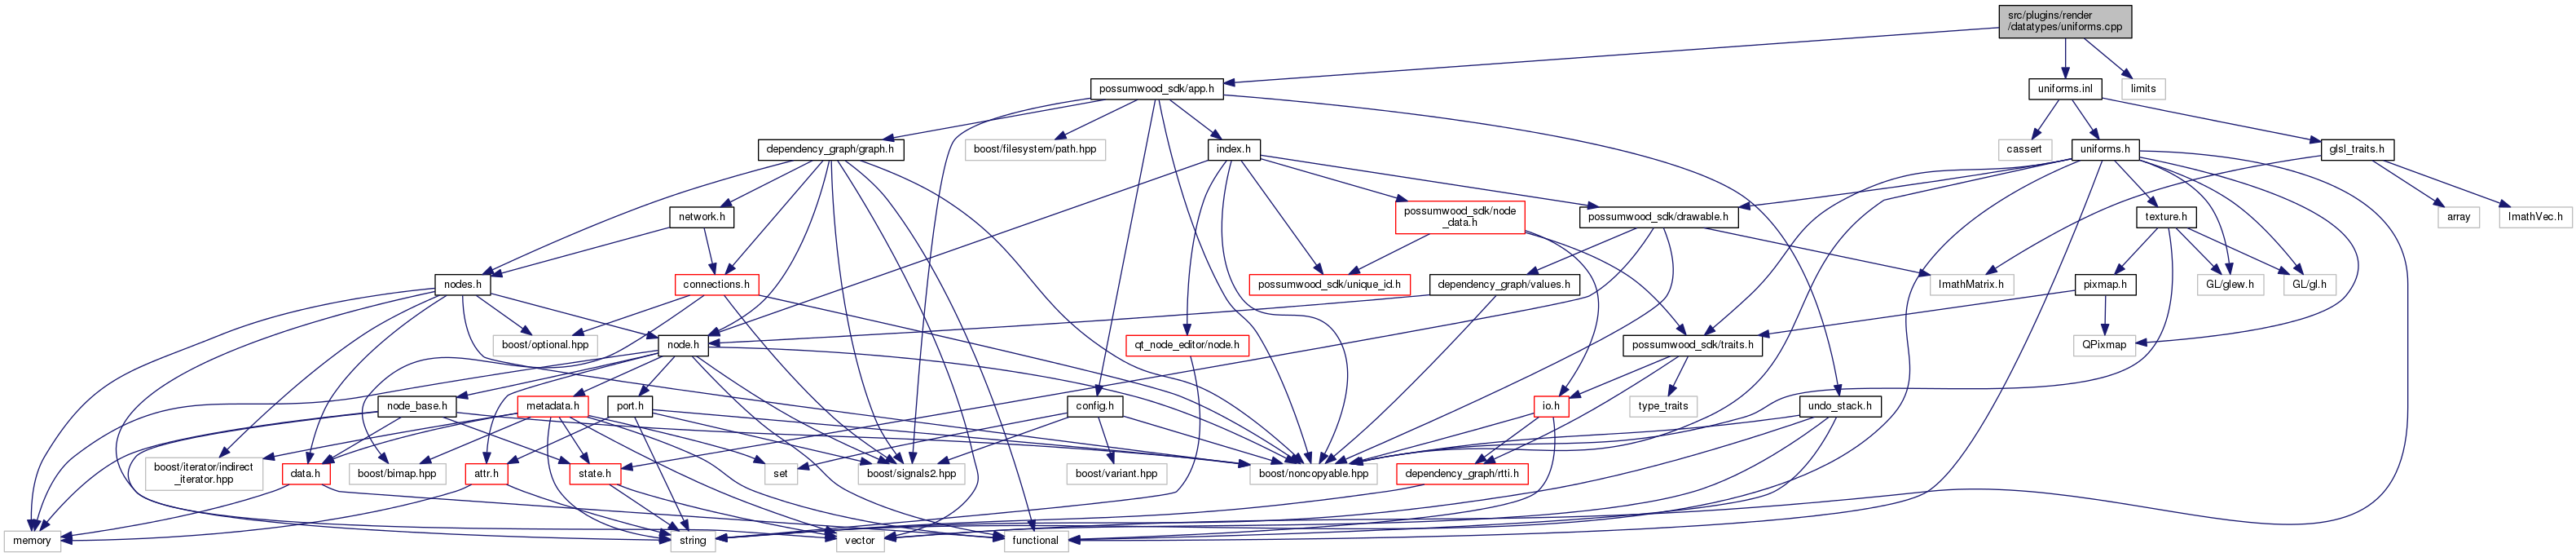 src/plugins/render
/datatypes/uniforms.cpp
possumwood_sdk/app.h
uniforms.inl
limits
dependency_graph/graph.h
boost/filesystem/path.hpp
index.h
cassert
uniforms.h
glsl_traits.h
network.h
possumwood_sdk/node
_data.h
possumwood_sdk/drawable.h
texture.h
array
ImathVec.h
nodes.h
connections.h
possumwood_sdk/unique_id.h
dependency_graph/values.h
ImathMatrix.h
pixmap.h
GL/glew.h
GL/gl.h
boost/optional.hpp
node.h
qt_node_editor/node.h
possumwood_sdk/traits.h
QPixmap
node_base.h
metadata.h
port.h
config.h
io.h
type_traits
undo_stack.h
boost/iterator/indirect
_iterator.hpp
data.h
boost/bimap.hpp
attr.h
state.h
set
boost/signals2.hpp
boost/variant.hpp
boost/noncopyable.hpp
dependency_graph/rtti.h
memory
string
vector
functional